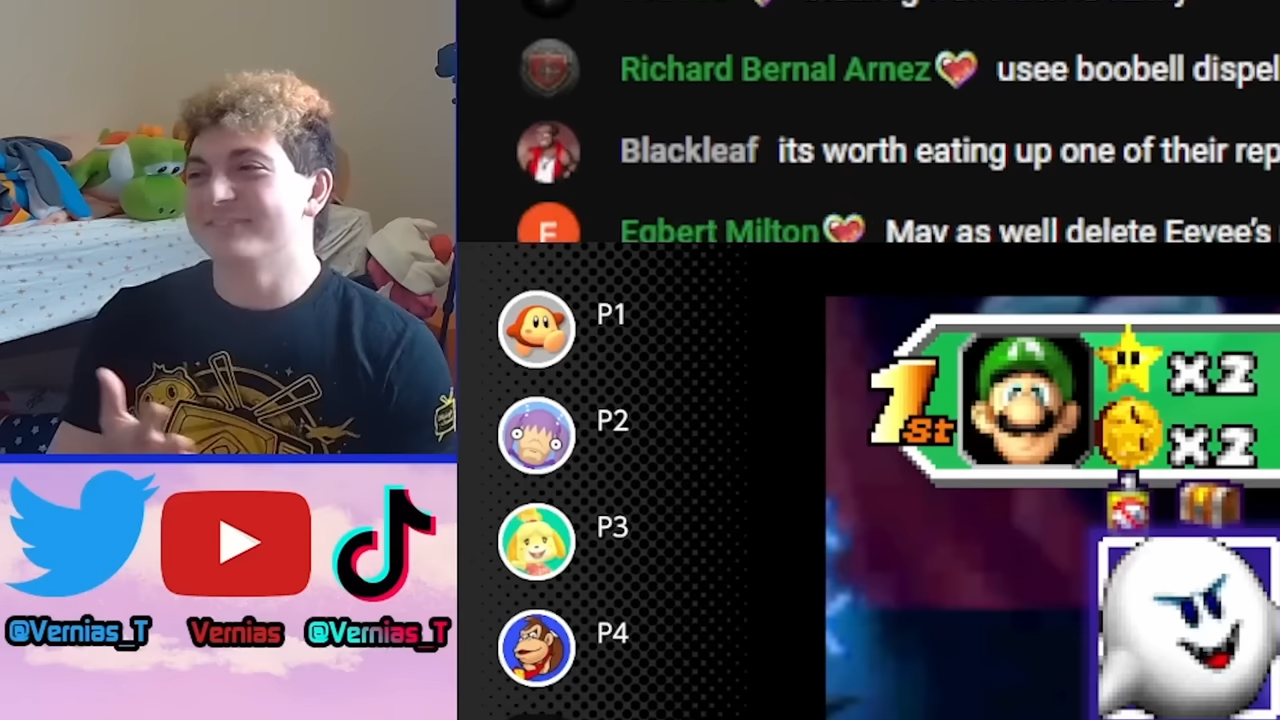 Richard Bernal Arnez usee boobell dispel
Blackleaf its worth eating up one of their rep
E Egbert Milton May as well delete Eevee's
P1
P2
P3
P4
1st
x2
x2
@Vernias_T Vernias @Vernias_T